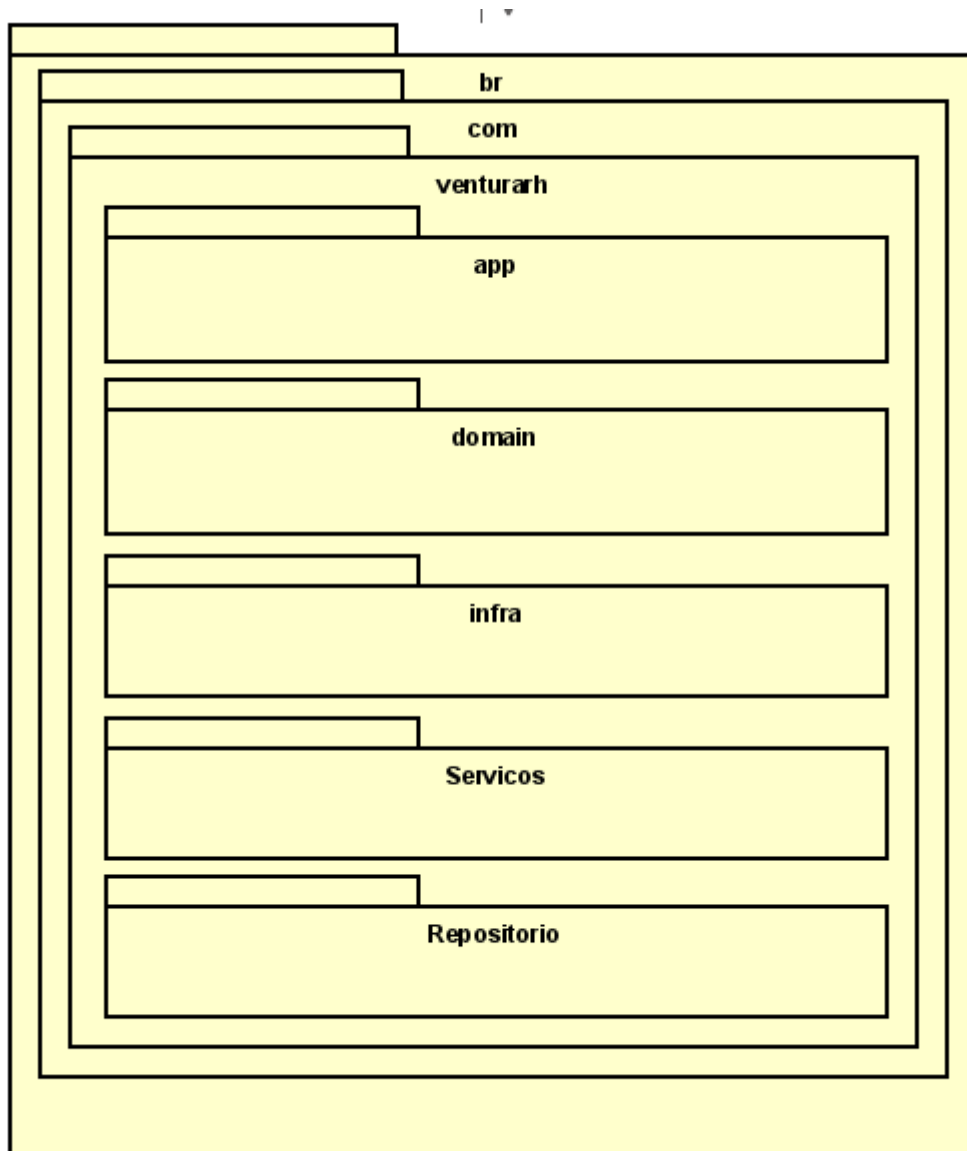 br
com
venturarh
app
domain
infra
Servicos
Repositorio